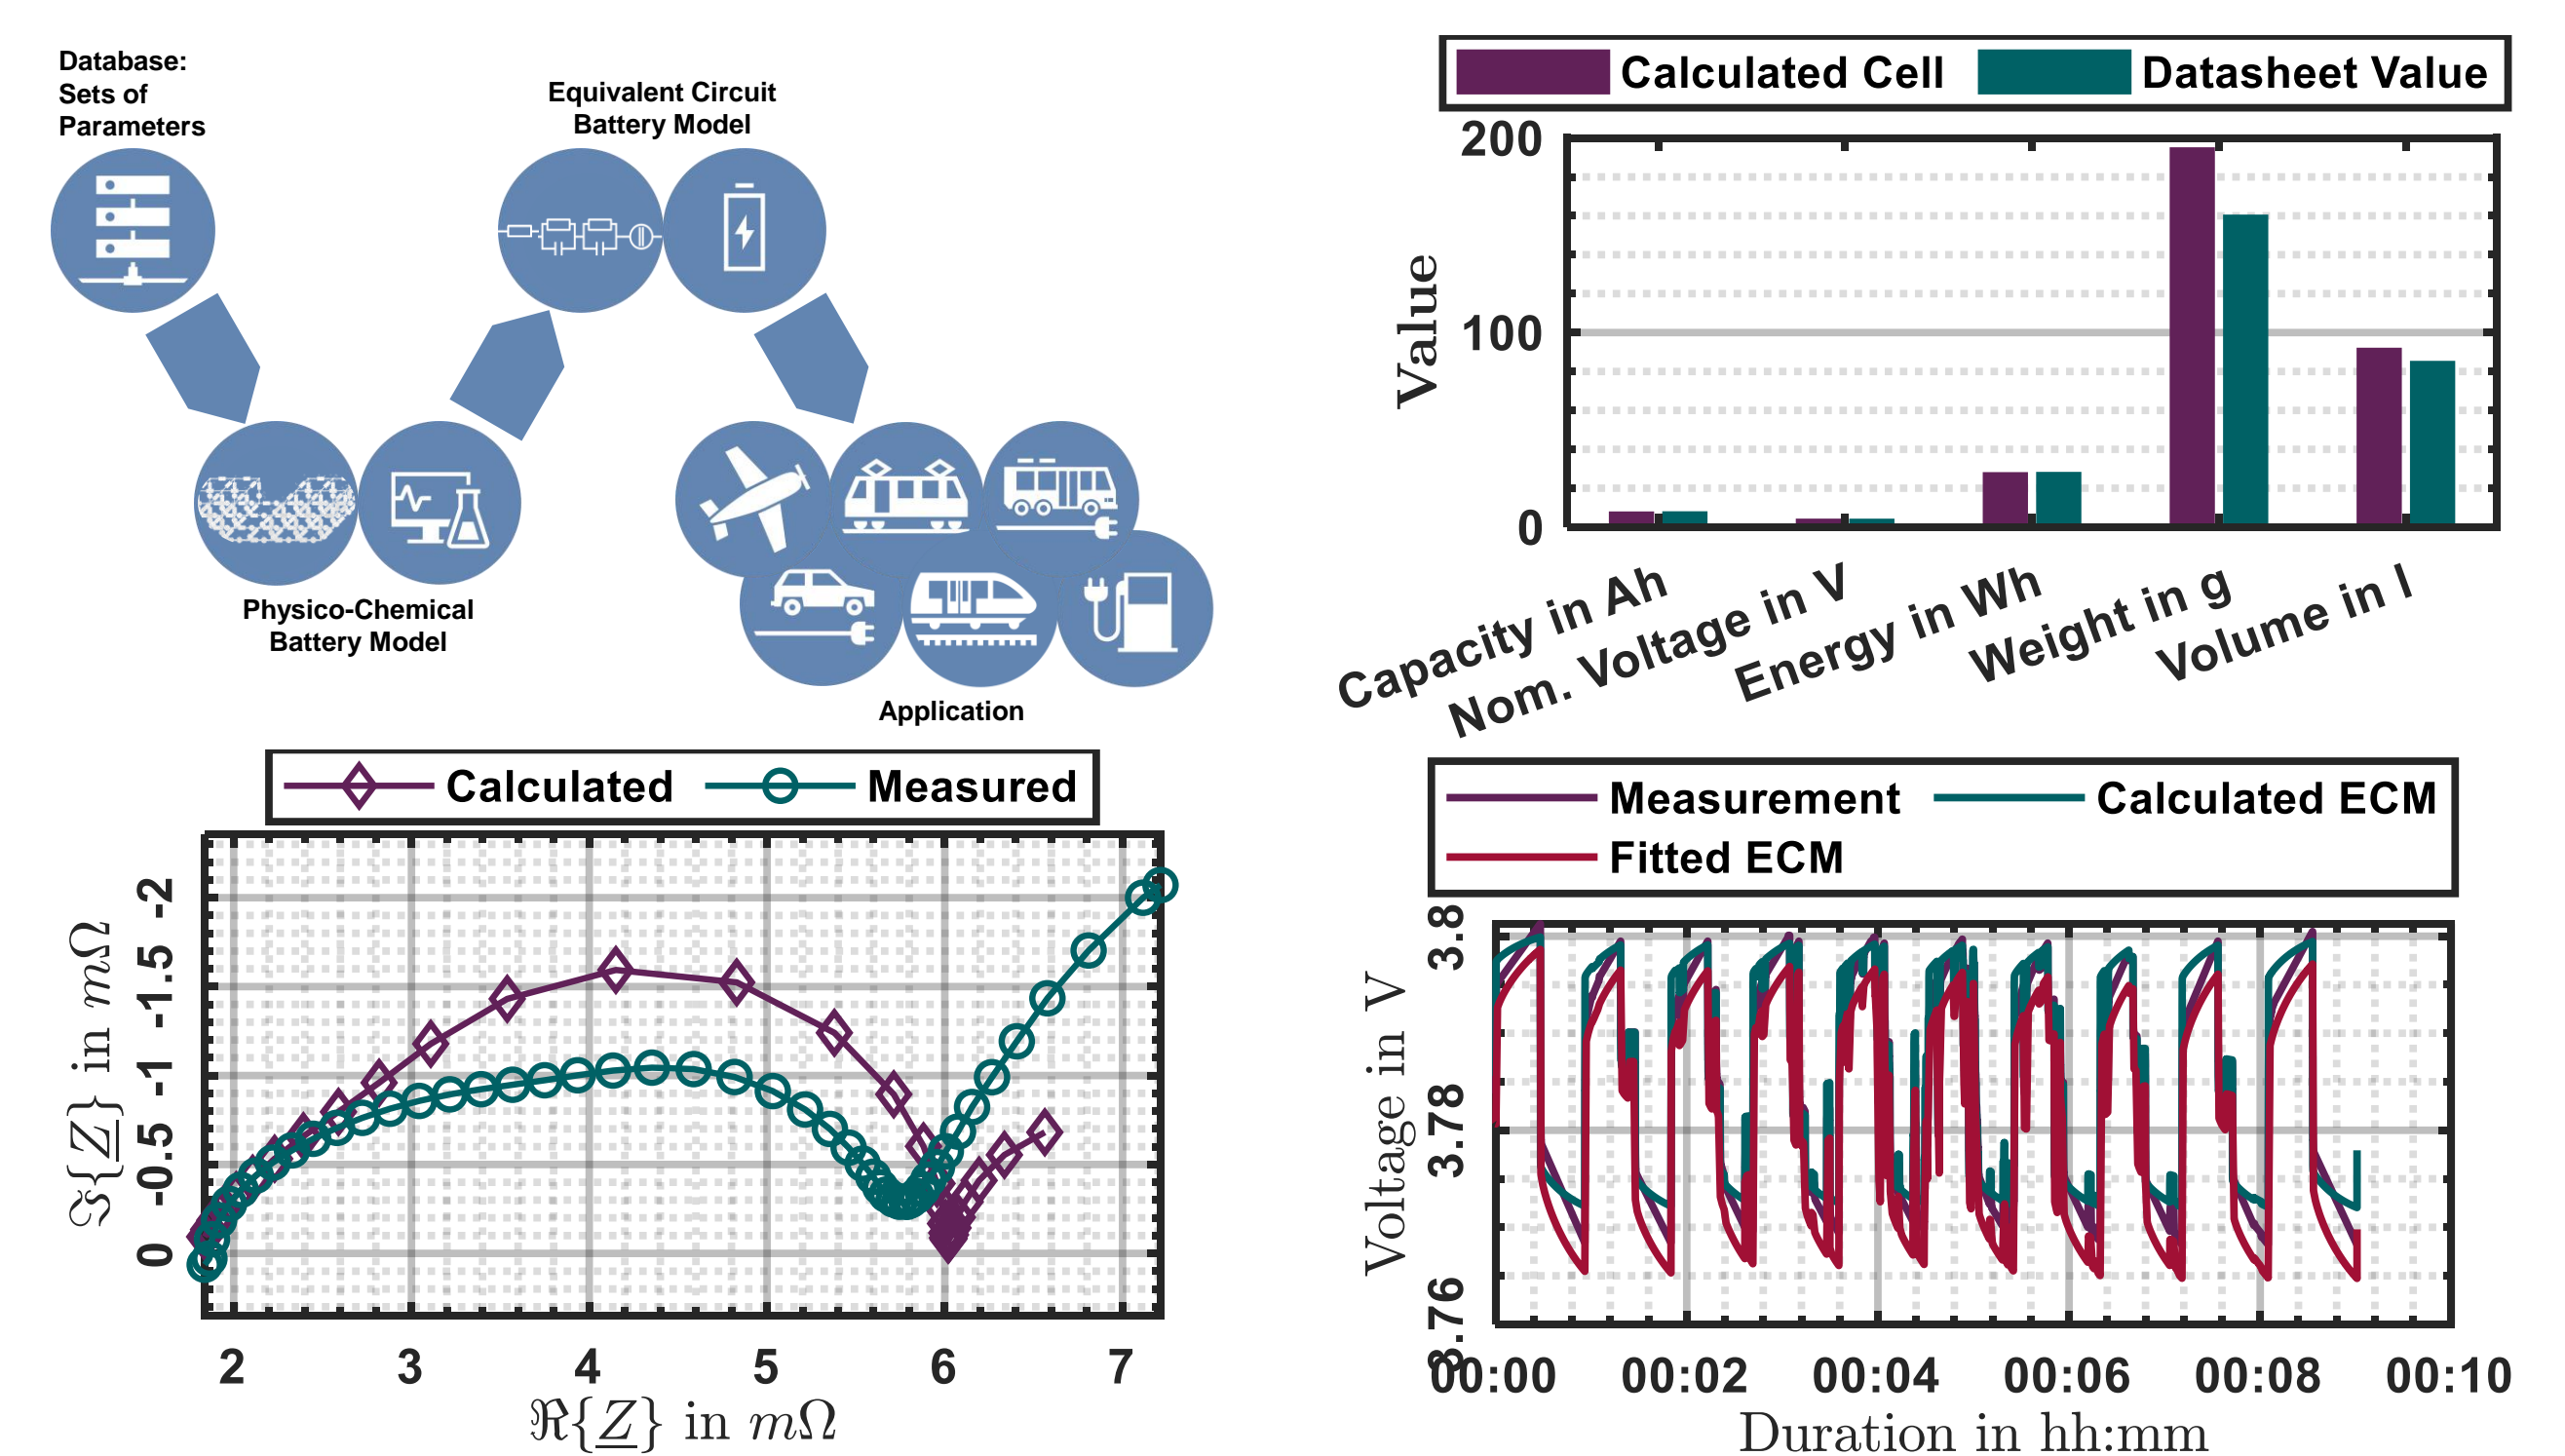 Database:
Sets of
Parameters
Equivalent Circuit
Battery Model
Physico-Chemical
Battery Model
Application
Calculated Cell
Datasheet Value
200
100
0
Value
Capacity in Ah
Nom. Voltage in V
Energy in Wh
Weight in g
Volume in l
Calculated
Measured
-2
-1.5
-1
-0.5
0
ℑ{Z} in mΩ
2 3 4 5 6 7
ℜ{Z} in mΩ
Measurement
Calculated ECM
Fitted ECM
3.8
3.78
3.76
Voltage in V
00:00 00:02 00:04 00:06 00:08 00:10
Duration in hh:mm